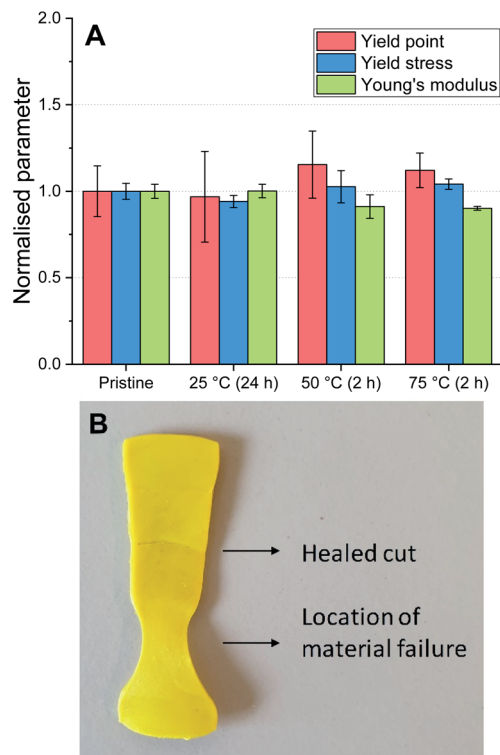 A
Yield point
Yield stress
Young's modulus
Normalised parameter
2.0
1.5
1.0
0.5
0.0
Pristine
25 °C (24 h)
50 °C (2 h)
75 °C (2 h)
B
Healed cut
Location of
material failure